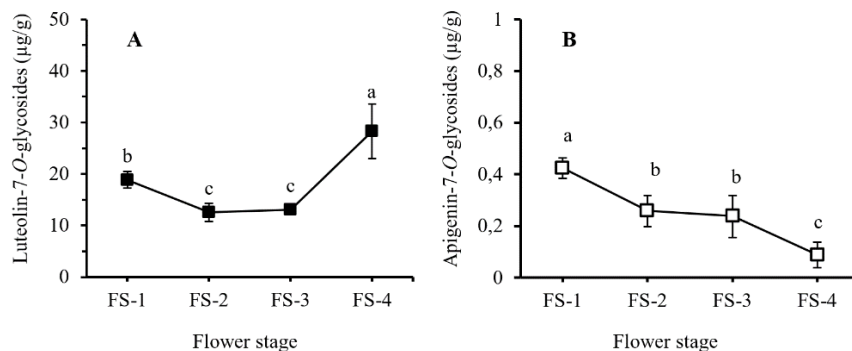 Luteolin-7-O-glycosides (µg/g)
50
40
30
20
10
0
A
b
c
c
a
FS-1 FS-2 FS-3 FS-4
Flower stage
Apigenin-7-O-glycosides (µg/g)
1
0,8
0,6
0,4
0,2
0
B
a
b
b
c
FS-1 FS-2 FS-3 FS-4
Flower stage